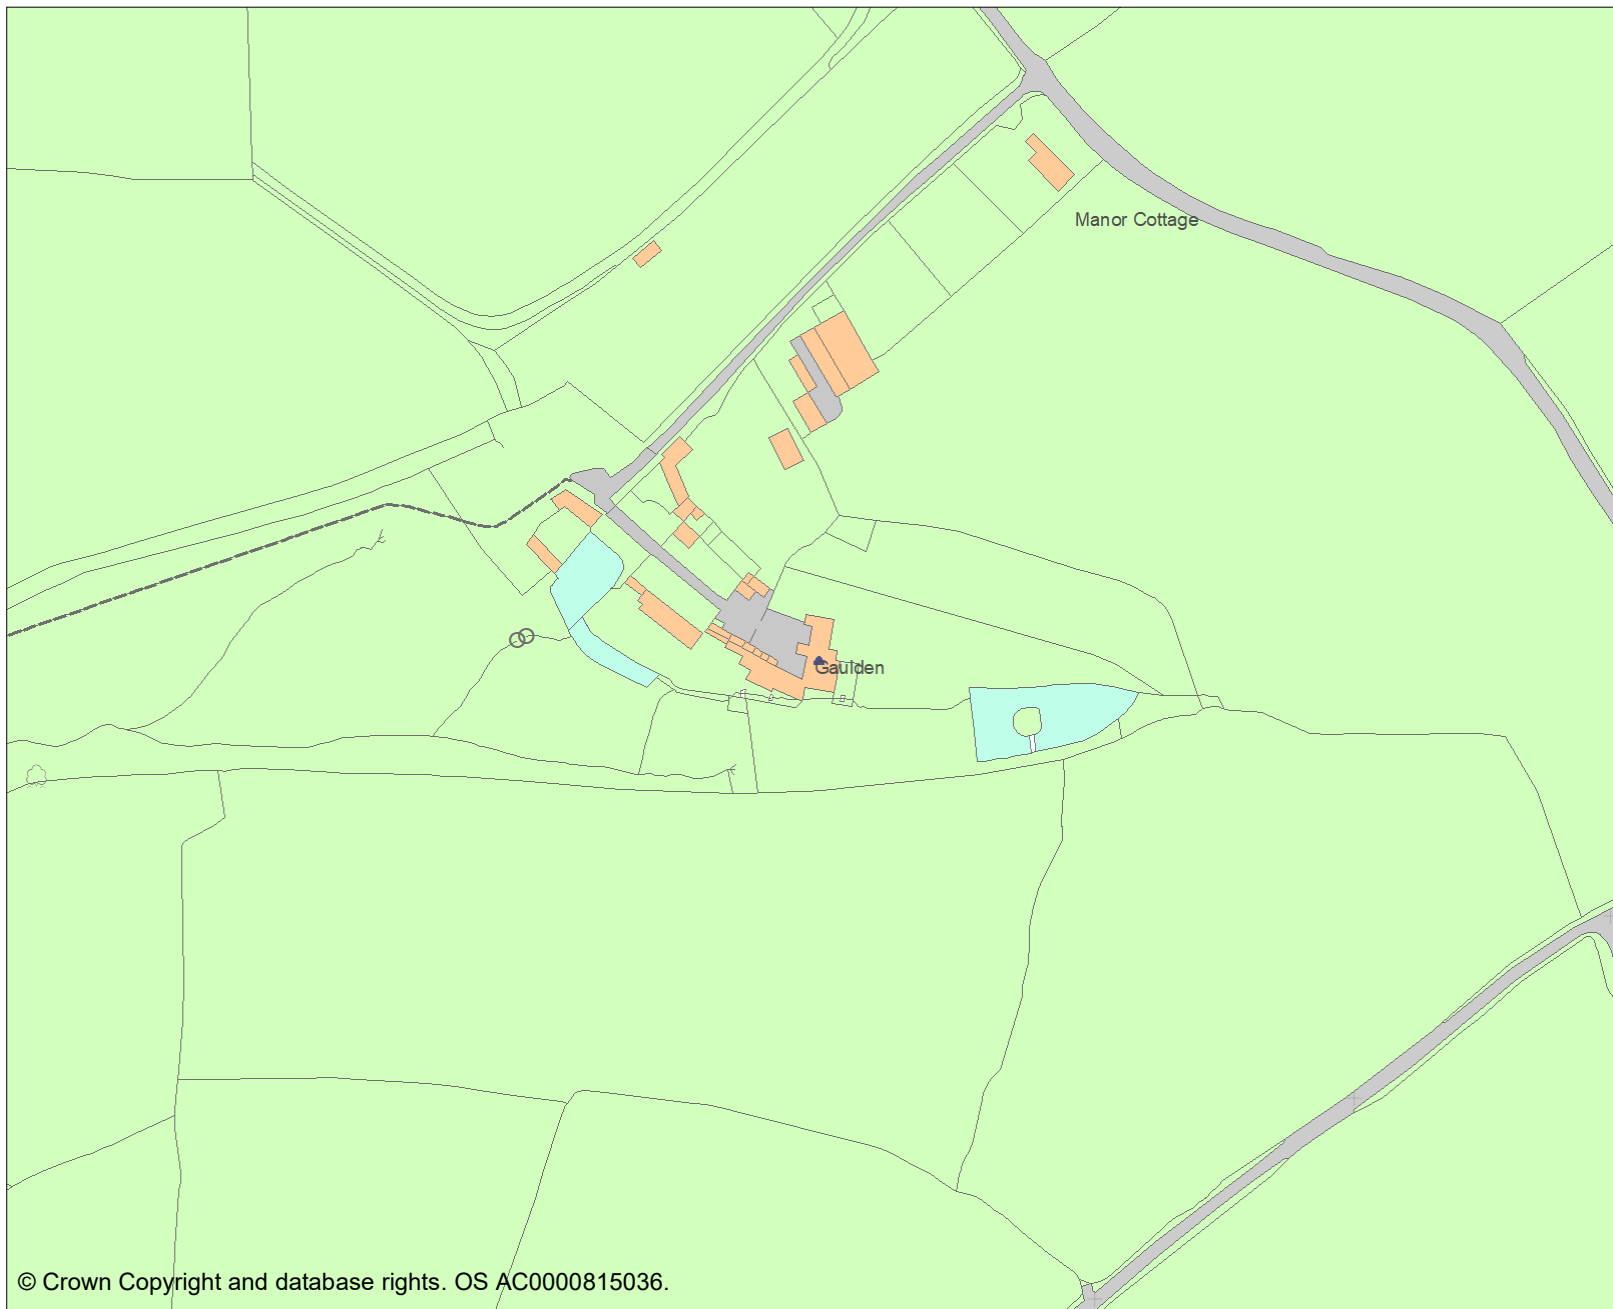 Manor Cottage
Gaulden
© Crown Copyright and database rights. OS AC0000815036.